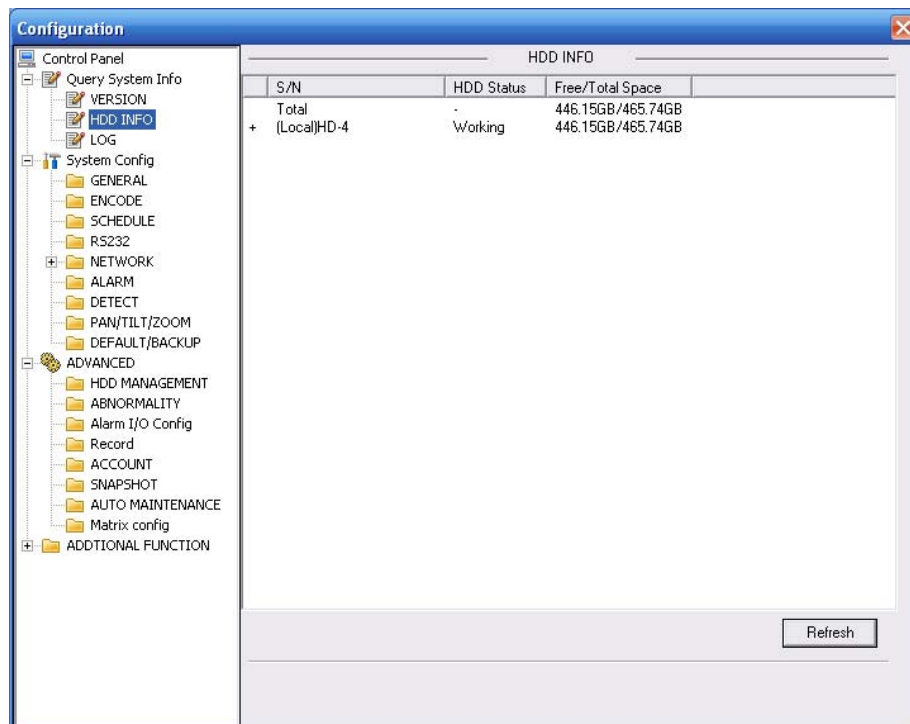 Configuration
Control Panel
Query System Info
VERSION
HDD INFO
LOG
System Config
GENERAL
ENCODE
SCHEDULE
RS232
NETWORK
ALARM
DETECT
PAN/TILT/ZOOM
DEFAULT/BACKUP
ADVANCED
HDD MANAGEMENT
ABNORMALITY
Alarm I/O Config
Record
ACCOUNT
SNAPSHOT
AUTO MAINTENANCE
Matrix config
ADDTIONAL FUNCTION
HDD INFO
S/N HDD Status Free/Total Space
Total - 446.15GB/465.74GB
+ (Local)HD-4 Working 446.15GB/465.74GB
Refresh